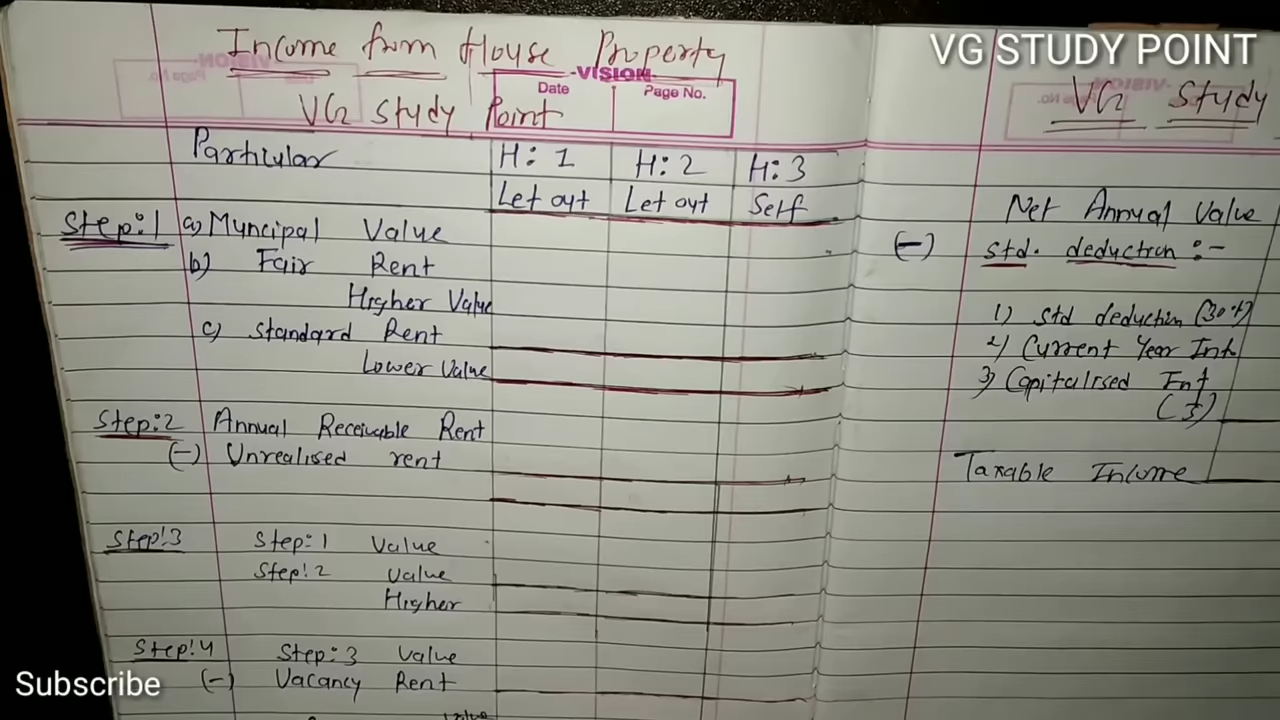 VG STUDY POINT
Income from House Property
-VISION-
Date
Page No.
VG Study Point
Particular
H: 1
H: 2
H: 3
Let out
Let out
Self
Step:1 a) Muncipal Value
b) Fair Rent
Higher Value
c) Standard Rent
Lower Value
Step:2 Annual Receivable Rent
(-) Unrealised rent
Step:3 Step:1 Value
Step:2 Value
Higher
Step:4 Step:3 Value
(-) Vacancy Rent
Value
VG Study
Net Annual Value
(-) Std. deduction :-
1) Std deduction (30%)
2) Current Year Int
3) Capitalised Int
Taxable Income
Subscribe